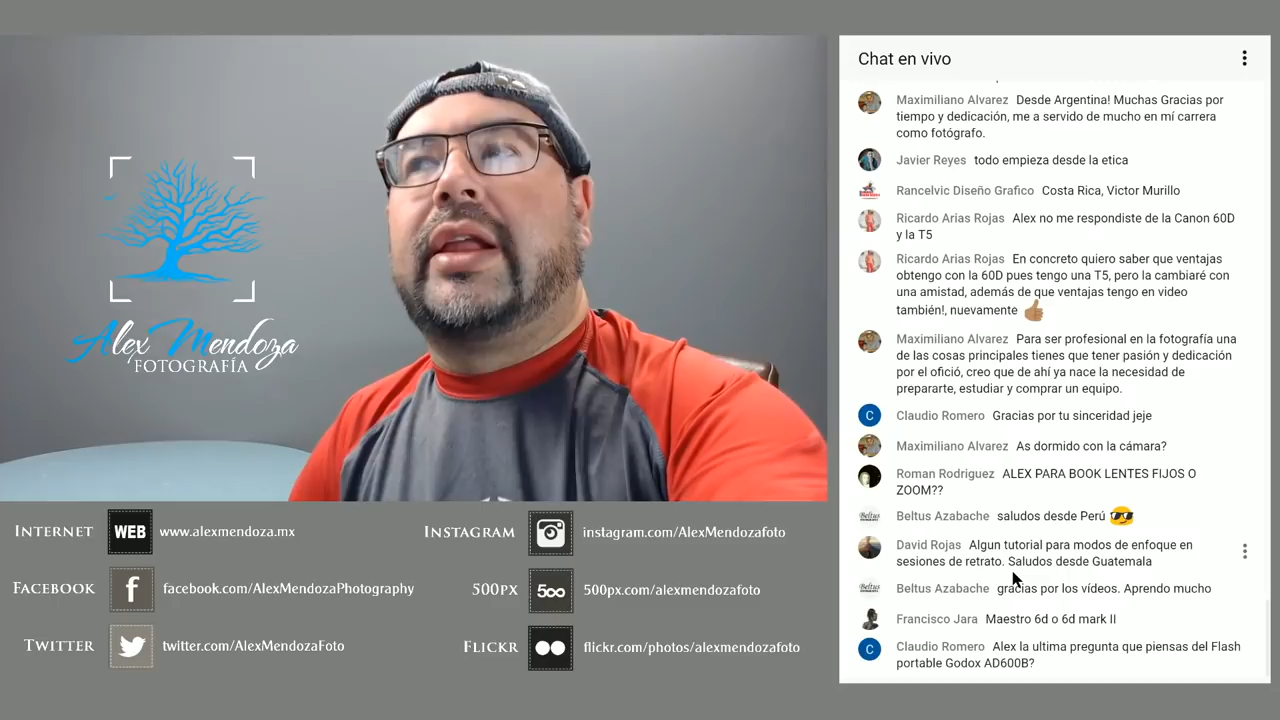 Alex Mendoza
FOTOGRAFÍA
INTERNET
WEB
www.alexmendoza.mx
FACEBOOK
f
facebook.com/AlexMendozaPhotography
TWITTER
twitter.com/AlexMendozaFoto
INSTAGRAM
instagram.com/AlexMendozafoto
500PX
500
500px.com/alexmendozafoto
FLICKR
flickr.com/photos/alexmendozafoto
Chat en vivo
Maximiliano Alvarez Desde Argentina! Muchas Gracias por
tiempo y dedicación, me a servido de mucho en mí carrera
como fotógrafo.
Javier Reyes todo empieza desde la etica
Rancelvic Diseño Grafico Costa Rica, Victor Murillo
Ricardo Arias Rojas Alex no me respondiste de la Canon 60D
y la T5
Ricardo Arias Rojas En concreto quiero saber que ventajas
obtengo con la 60D pues tengo una T5, pero la cambiaré con
una amistad, además de que ventajas tengo en video
también!, nuevamente 👍🏽
Maximiliano Alvarez Para ser profesional en la fotografía una
de las cosas principales tienes que tener pasión y dedicación
por el ofició, creo que de ahí ya nace la necesidad de
prepararte, estudiar y comprar un equipo.
C
Claudio Romero Gracias por tu sinceridad jeje
Maximiliano Alvarez As dormido con la cámara?
Roman Rodriguez ALEX PARA BOOK LENTES FIJOS O
ZOOM??
Beltus
Beltus Azabache saludos desde Perú 😎
David Rojas Algun tutorial para modos de enfoque en
sesiones de retrato. Saludos desde Guatemala
Beltus
Beltus Azabache gracias por los vídeos. Aprendo mucho
Francisco Jara Maestro 6d o 6d mark II
C
Claudio Romero Alex la ultima pregunta que piensas del Flash
portable Godox AD600B?